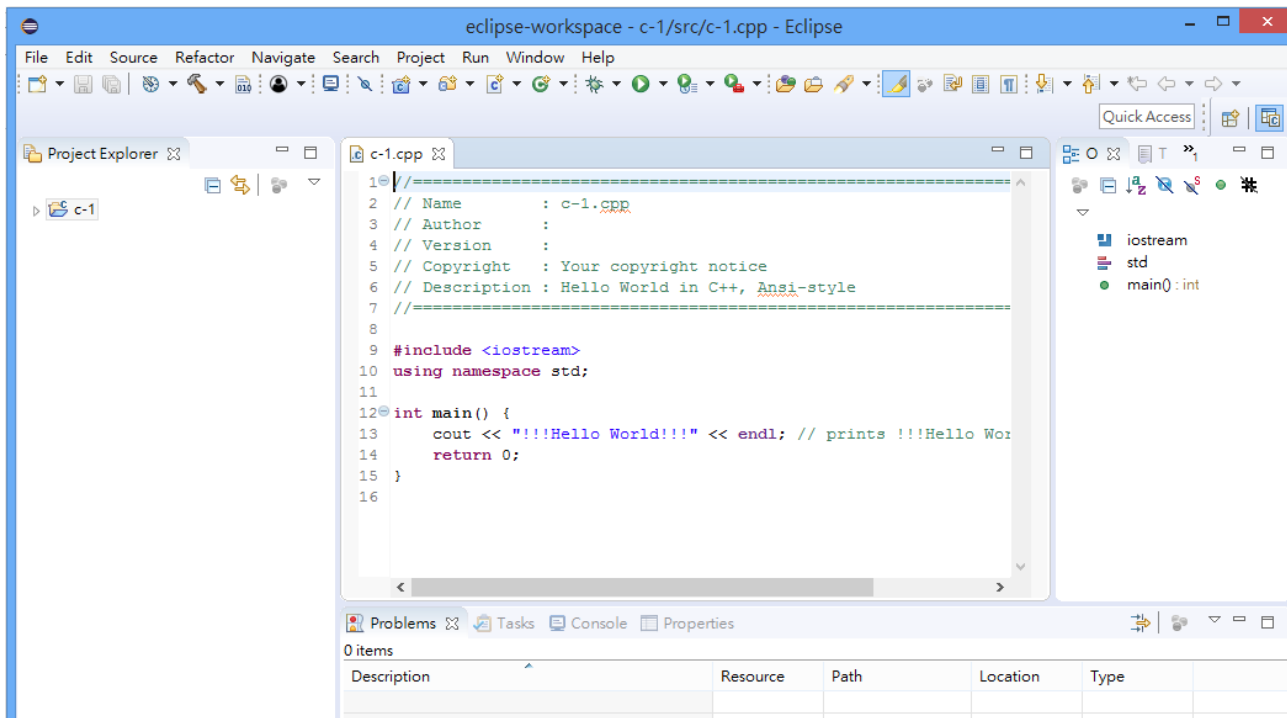 eclipse-workspace - c-1/src/c-1.cpp - Eclipse
File Edit Source Refactor Navigate Search Project Run Window Help
Quick Access
Project Explorer
c-1
c-1.cpp
1 //============================================================================
2 // Name        : c-1.cpp
3 // Author      :
4 // Version     :
5 // Copyright   : Your copyright notice
6 // Description : Hello World in C++, Ansi-style
7 //============================================================================
8
9 #include <iostream>
10 using namespace std;
11
12 int main() {
13     cout << "!!!Hello World!!!" << endl; // prints !!!Hello Wor
14     return 0;
15 }
16
O T »1
iostream
std
main() : int
Problems Tasks Console Properties
0 items
Description Resource Path Location Type